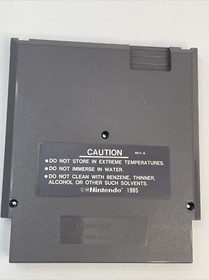 CAUTION REV-A
•DO NOT STORE IN EXTREME TEMPERATURES.
•DO NOT IMMERSE IN WATER.
•DO NOT CLEAN WITH BENZENE, THINNER,
ALCOHOL OR OTHER SUCH SOLVENTS.
©Nintendo 1985